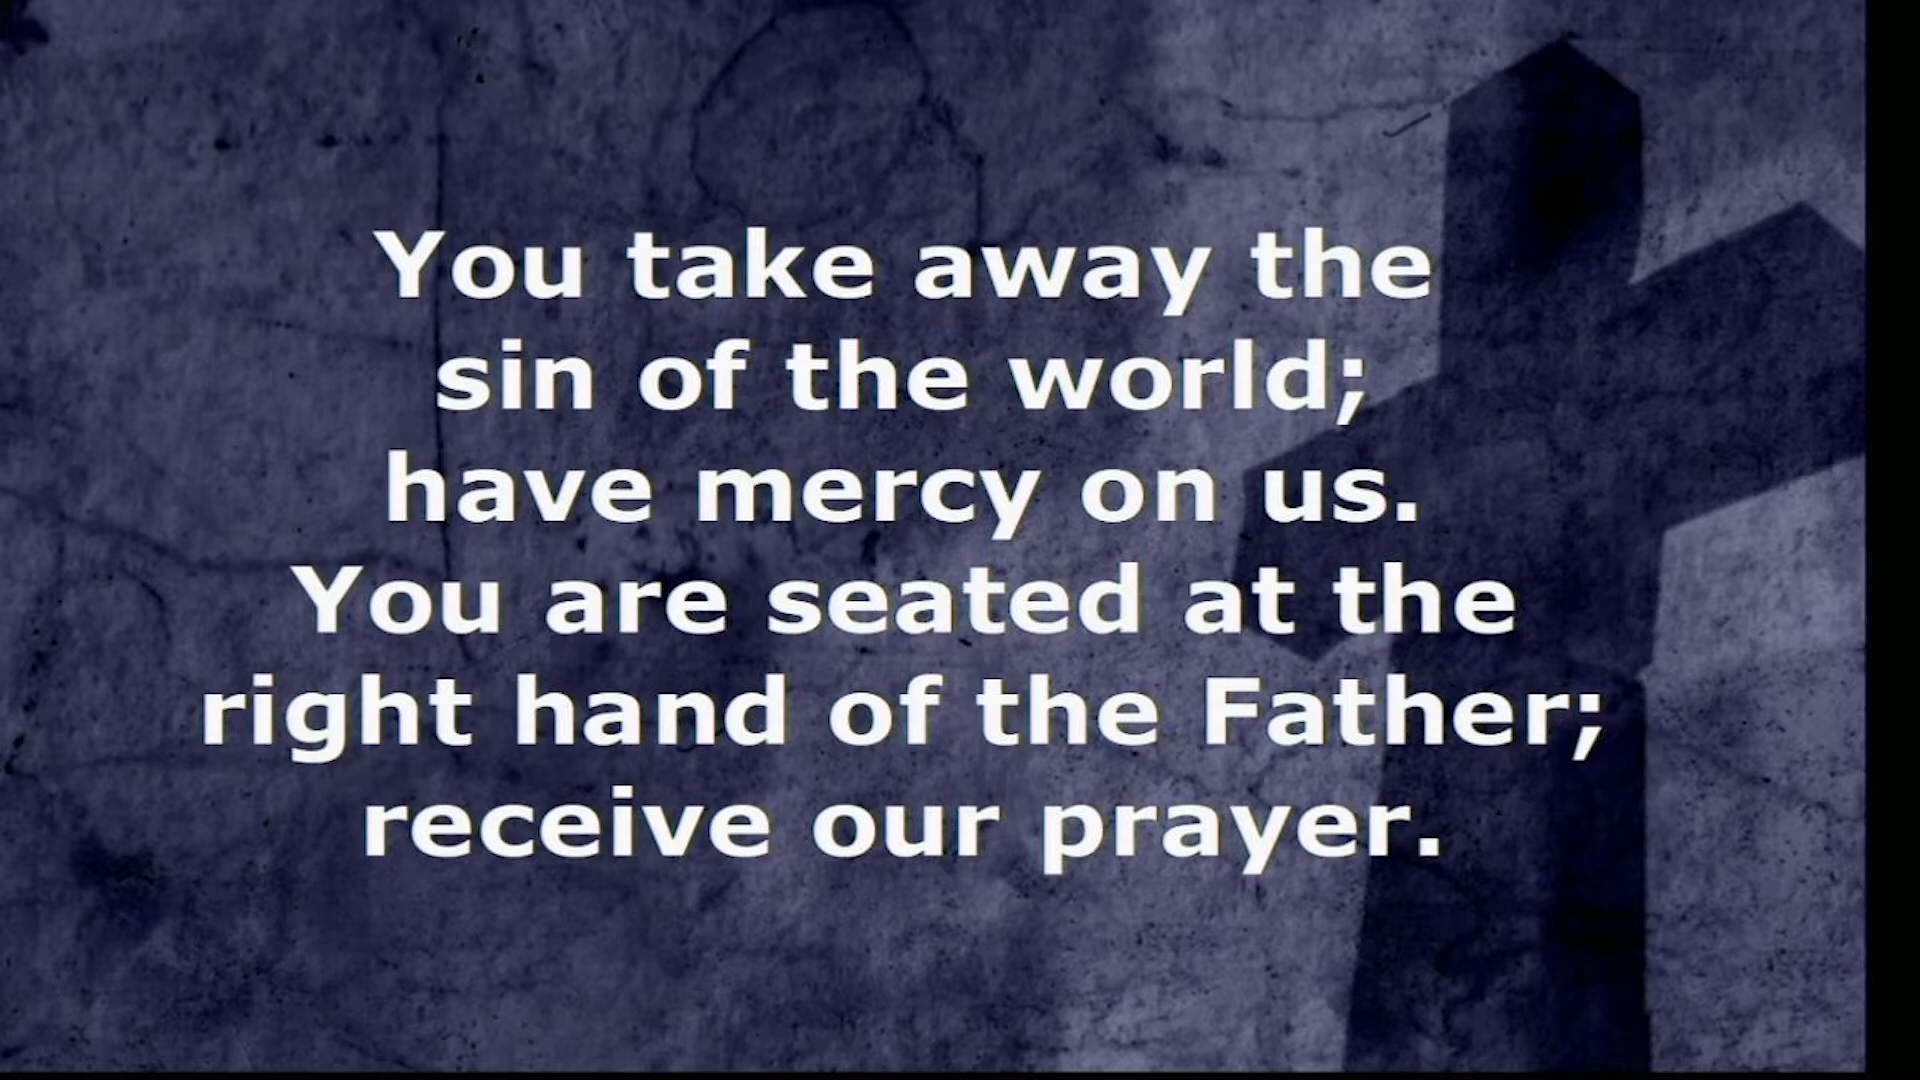 You take away the
sin of the world;
have mercy on us.
You are seated at the
right hand of the Father;
receive our prayer.